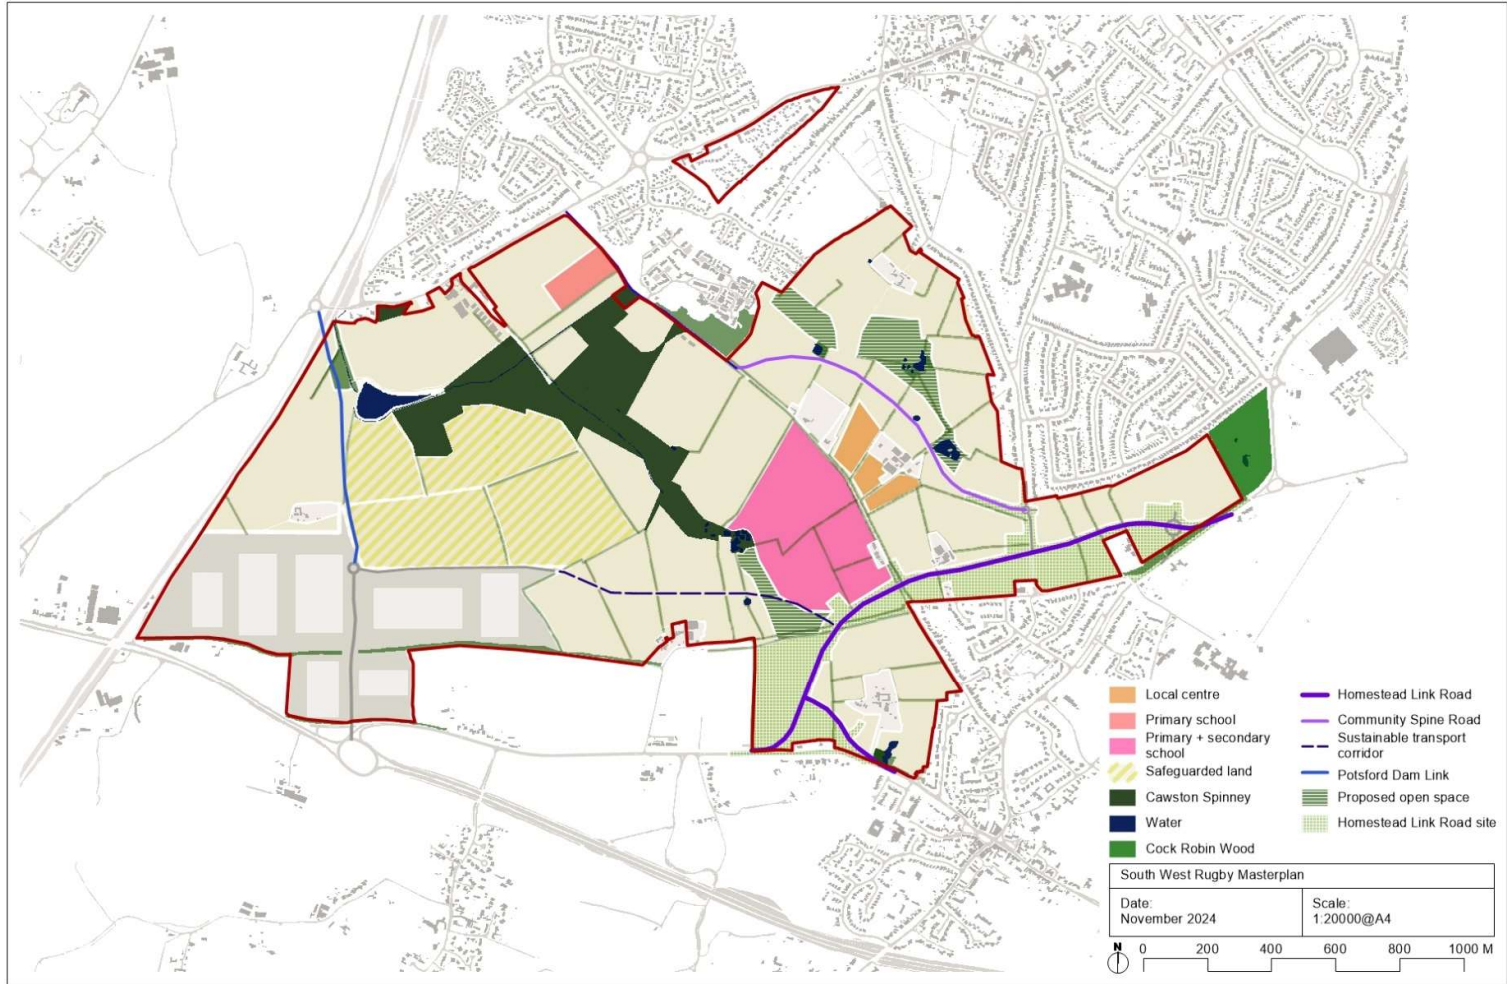 Local centre
Primary school
Primary + secondary
school
Safeguarded land
Cawston Spinney
Water
Cock Robin Wood
Homestead Link Road
Community Spine Road
Sustainable transport
corridor
Potsford Dam Link
Proposed open space
Homestead Link Road site
South West Rugby Masterplan
Date:
November 2024
Scale:
1:20000@A4
N
0 200 400 600 800 1000 M